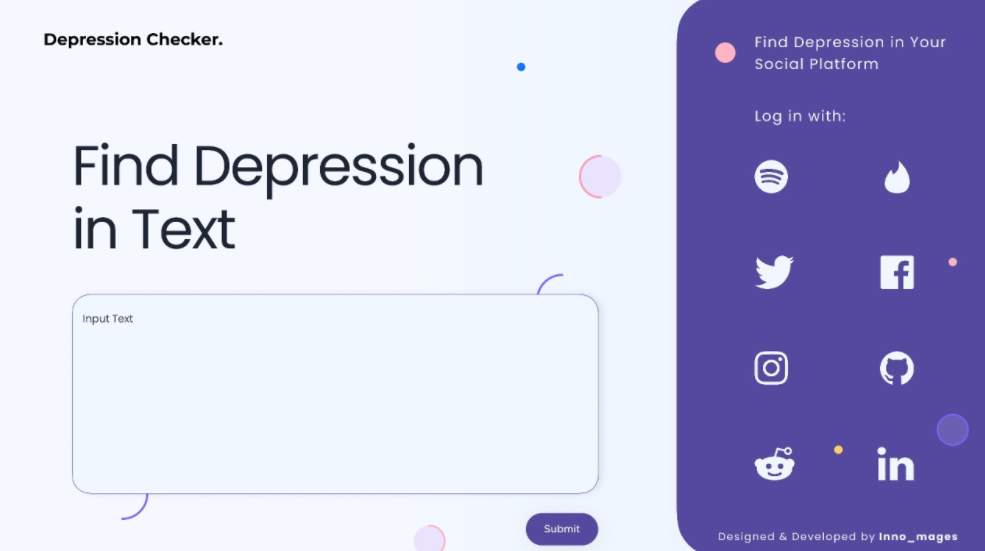 Depression Checker.
Find Depression
in Text
Input Text
Submit
Find Depression in Your
Social Platform
Log in with:
in
Designed & Developed by Inno_mages